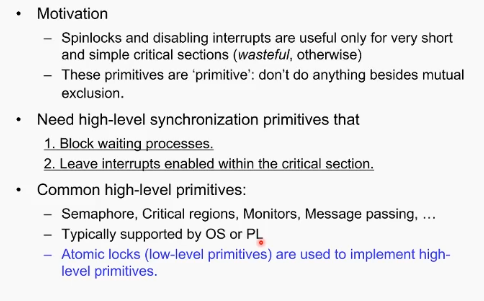 • Motivation
– Spinlocks and disabling interrupts are useful only for very short
and simple critical sections (wasteful, otherwise)
– These primitives are ‘primitive’: don’t do anything besides mutual
exclusion.
• Need high-level synchronization primitives that
1. Block waiting processes.
2. Leave interrupts enabled within the critical section.
• Common high-level primitives:
– Semaphore, Critical regions, Monitors, Message passing, …
– Typically supported by OS or PL
– Atomic locks (low-level primitives) are used to implement high-
level primitives.